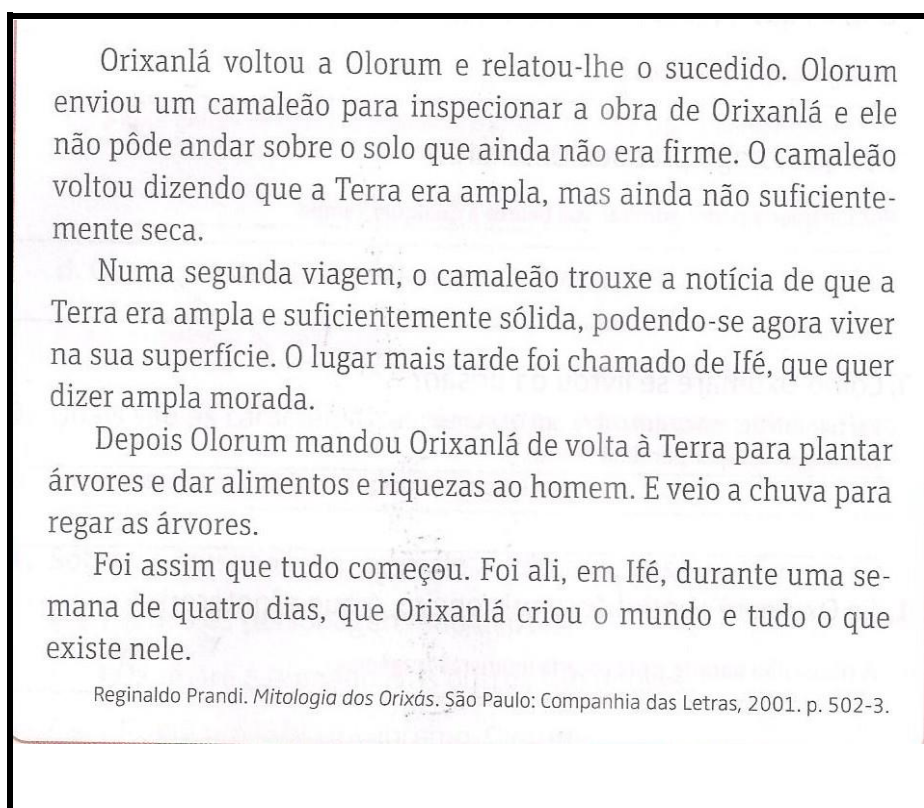 Orixanlá voltou a Olorum e relatou-lhe o sucedido. Olorum
enviou um camaleão para inspecionar a obra de Orixanlá e ele
não pôde andar sobre o solo que ainda não era firme. O camaleão
voltou dizendo que a Terra era ampla, mas ainda não suficiente-
mente seca.
Numa segunda viagem, o camaleão trouxe a notícia de que a
Terra era ampla e suficientemente sólida, podendo-se agora viver
na sua superfície. O lugar mais tarde foi chamado de Ifé, que quer
dizer ampla morada.
Depois Olorum mandou Orixanlá de volta à Terra para plantar
árvores e dar alimentos e riquezas ao homem. E veio a chuva para
regar as árvores.
Foi assim que tudo começou. Foi ali, em Ifé, durante uma se-
mana de quatro dias, que Orixanlá criou o mundo e tudo o que
existe nele.
Reginaldo Prandi. Mitologia dos Orixás. São Paulo: Companhia das Letras, 2001. p. 502-3.